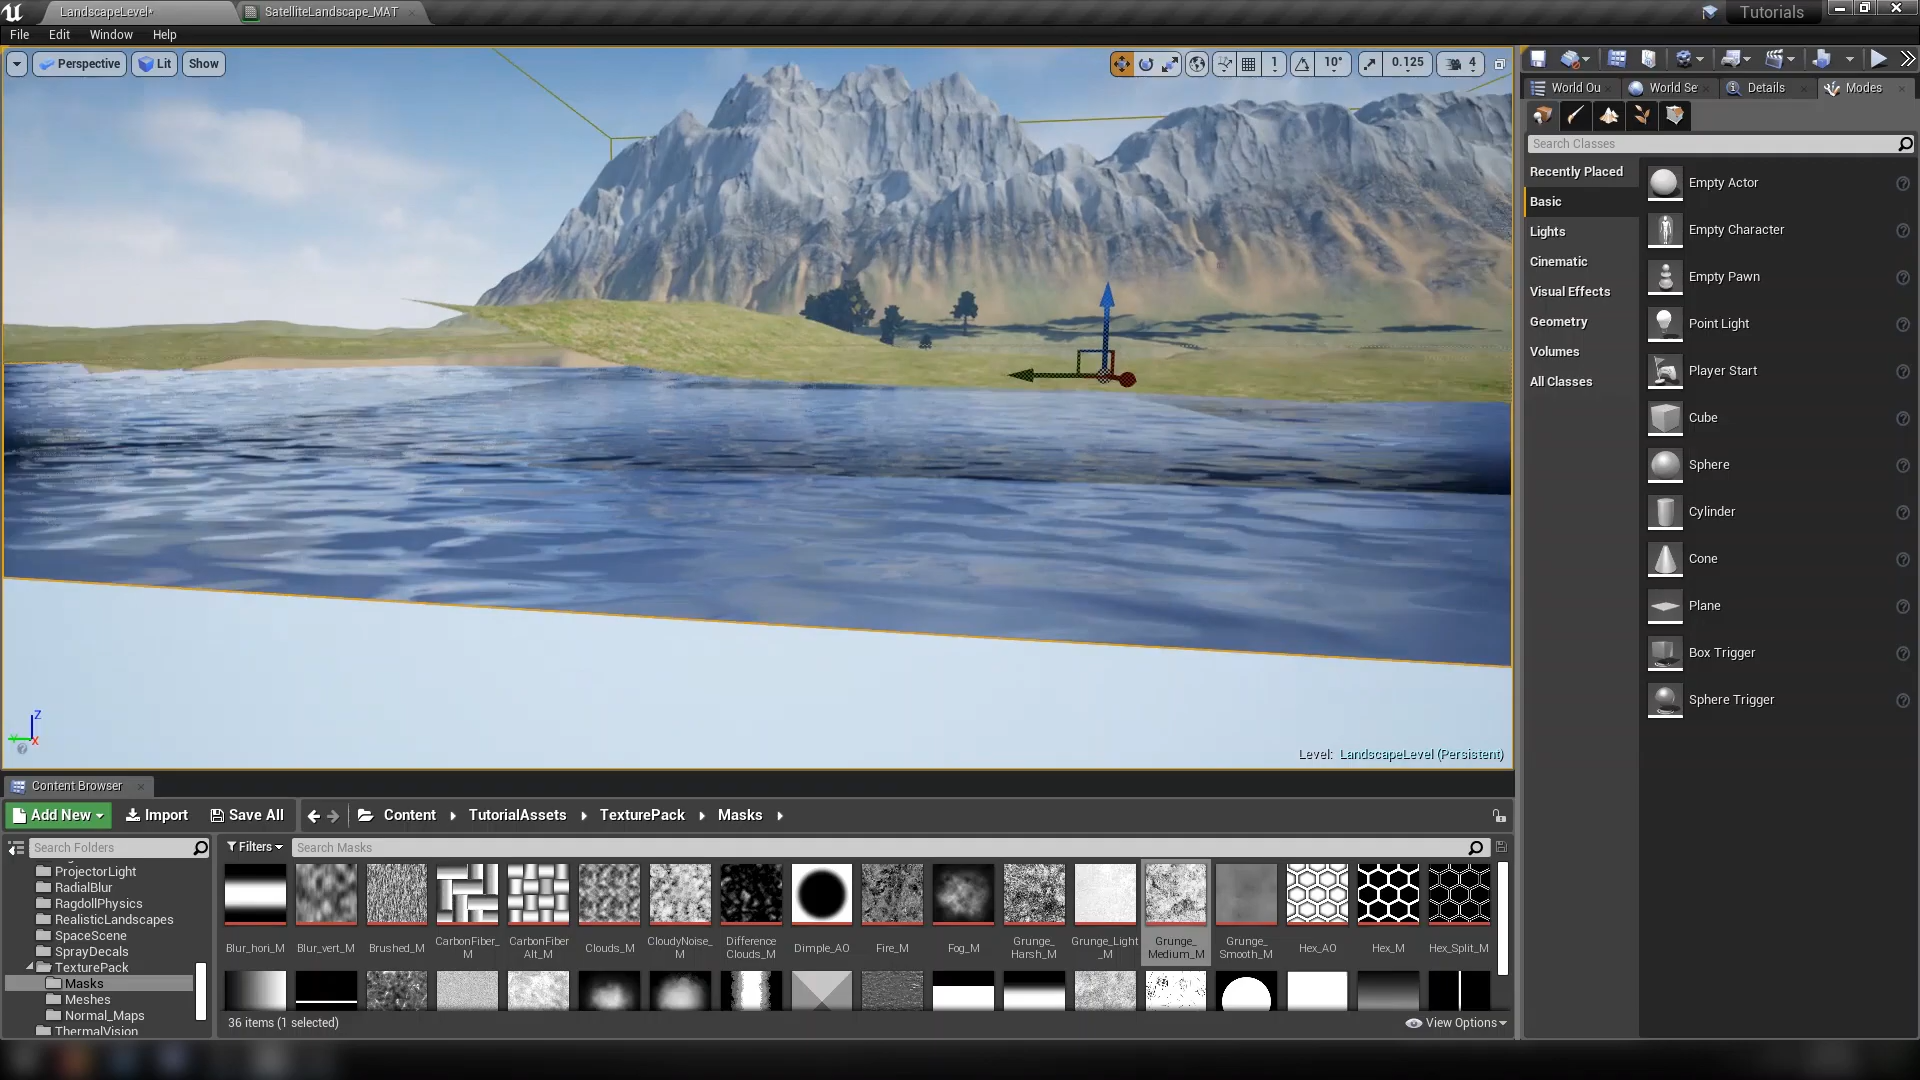 LandscapeLevel*
SatelliteLandscape_MAT
Tutorials
File Edit Window Help
Perspective Lit Show
1 10° 0.125 4
World Ou World Se Details Modes
Search Classes
Recently Placed
Basic
Lights
Cinematic
Visual Effects
Geometry
Volumes
All Classes
Empty Actor
Empty Character
Empty Pawn
Point Light
Player Start
Cube
Sphere
Cylinder
Cone
Plane
Box Trigger
Sphere Trigger
Z
Y
X
Level: LandscapeLevel (Persistent)
Content Browser
Add New Import Save All Content TutorialAssets TexturePack Masks
Search Folders
Filters Search Masks
ProjectorLight
RadialBlur
RagdollPhysics
RealisticLandscapes
SpaceScene
SprayDecals
TexturePack
Masks
Meshes
Normal_Maps
ThermalVision
Blur_hori_M
Blur_vert_M
Brushed_M
CarbonFiber_
M
CarbonFiber
Alt_M
Clouds_M
CloudyNoise_
M
Difference
Clouds_M
Dimple_AO
Fire_M
Fog_M
Grunge_
Harsh_M
Grunge_Light
_M
Grunge_
Medium_M
Grunge_
Smooth_M
Hex_AO
Hex_M
Hex_Split_M
36 items (1 selected)
View Options